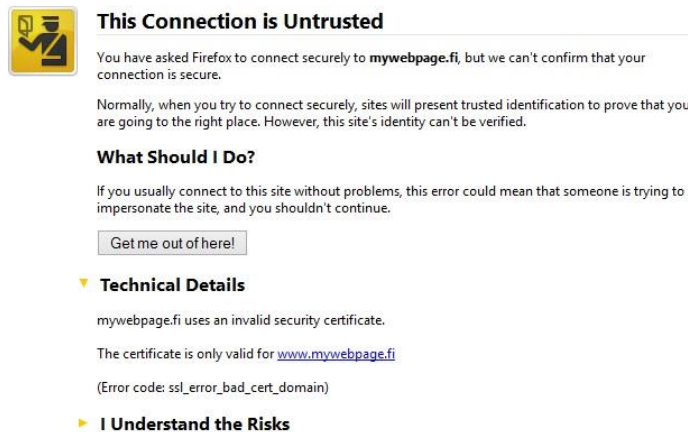 This Connection is Untrusted
You have asked Firefox to connect securely to mywebpage.fi, but we can't confirm that your
connection is secure.
Normally, when you try to connect securely, sites will present trusted identification to prove that you
are going to the right place. However, this site's identity can't be verified.
What Should I Do?
If you usually connect to this site without problems, this error could mean that someone is trying to
impersonate the site, and you shouldn't continue.
Get me out of here!
Technical Details
mywebpage.fi uses an invalid security certificate.
The certificate is only valid for www.mywebpage.fi
(Error code: ssl_error_bad_cert_domain)
I Understand the Risks